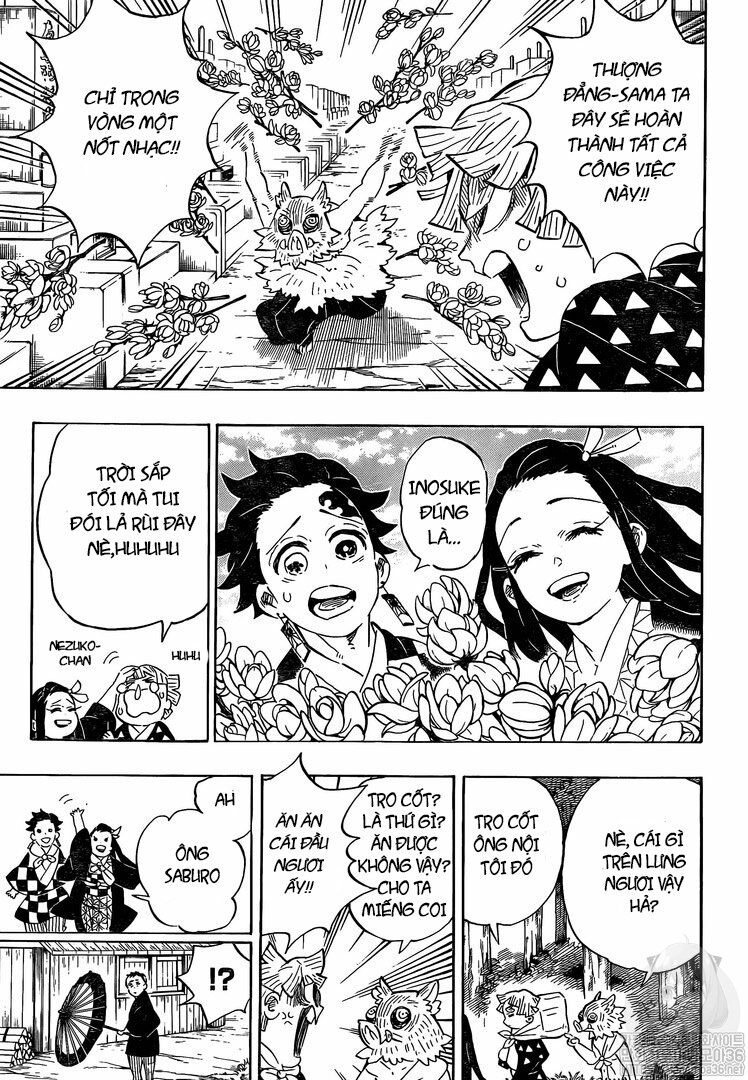 THƯỢNG
ĐẲNG-SAMA TA
ĐÂY SẼ HOÀN
THÀNH TẤT CẢ
CÔNG VIỆC
NÀY!!
CHỈ TRONG
VÒNG MỘT
NỐT NHẠC!!
INOSUKE
ĐÚNG
LÀ...
TRỜI SẮP
TỐI MÀ TUI
ĐÓI LẢ RÙI ĐÂY
NÈ,HUHUHU
NEZUKO-
CHAN
HUHU
NÈ, CÁI GÌ
TRÊN LƯNG
NGƯƠI VẬY
HẢ?
TRO CỐT
ÔNG NỘI
TÔI ĐÓ
TRO CỐT?
LÀ THỨ GÌ?
ĂN ĐƯỢC
KHÔNG VẬY?
CHO TA
MIẾNG COI
ĂN ĂN
CÁI ĐẦU
NGƯƠI
ẤY!!
AH
ÔNG
SABURO
!?